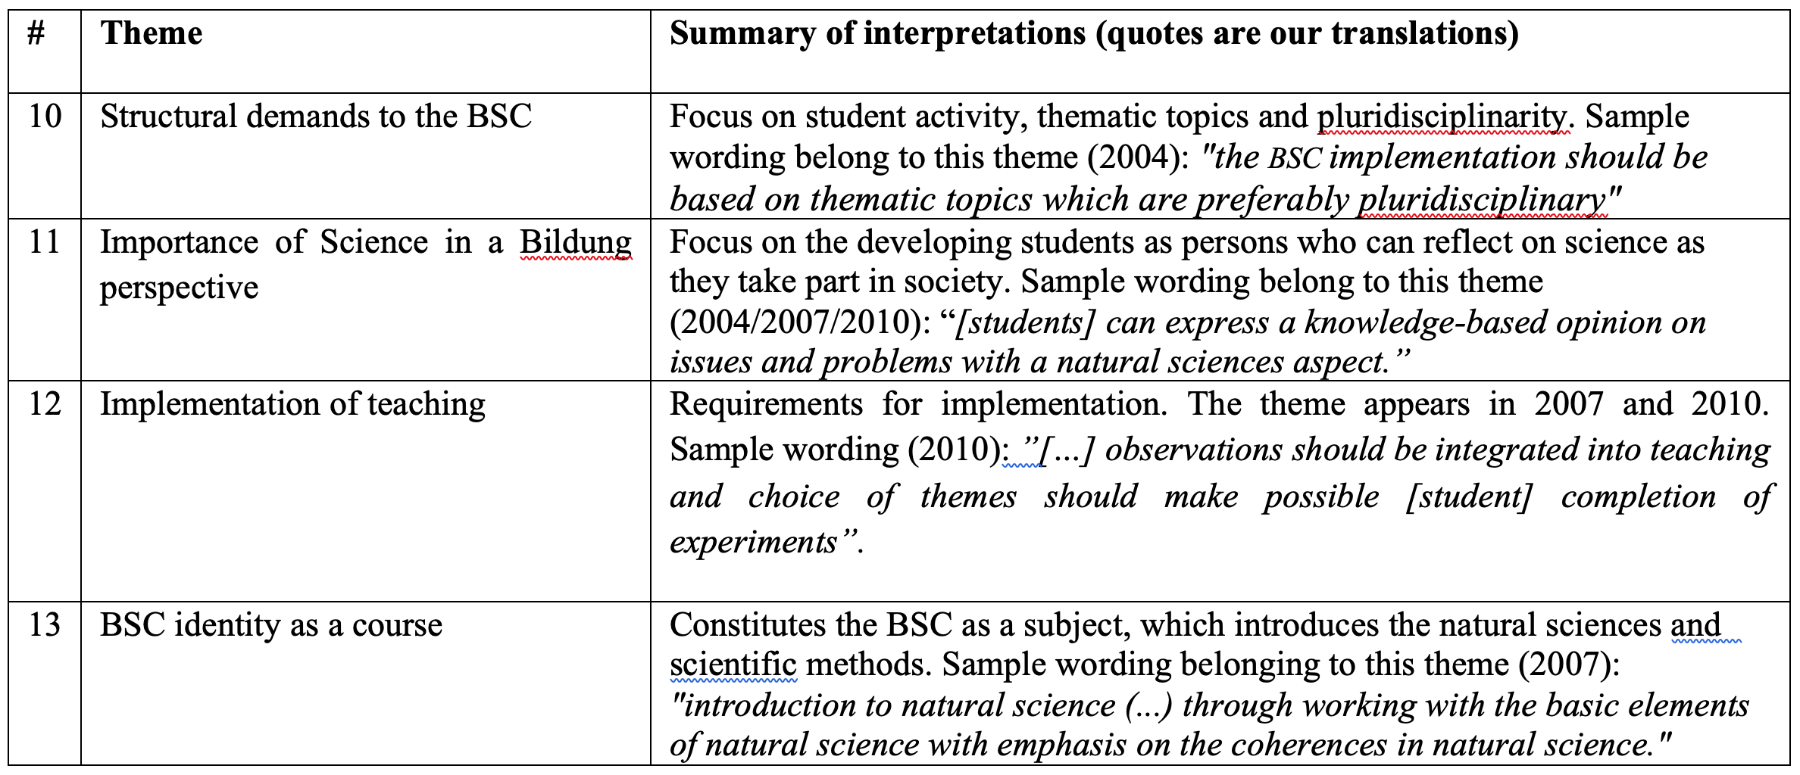 # Theme Summary of interpretations (quotes are our translations)
10 Structural demands to the BSC
Focus on student activity, thematic topics and pluridisciplinarity. Sample
wording belong to this theme (2004): "the BSC implementation should be
based on thematic topics which are preferably pluridisciplinary"
11 Importance of Science in a Bildung
perspective
Focus on the developing students as persons who can reflect on science as
they take part in society. Sample wording belong to this theme
(2004/2007/2010): “[students] can express a knowledge-based opinion on
issues and problems with a natural sciences aspect.”
12 Implementation of teaching
Requirements for implementation. The theme appears in 2007 and 2010.
Sample wording (2010): ”[...] observations should be integrated into teaching
and choice of themes should make possible [student] completion of
experiments”.
13 BSC identity as a course
Constitutes the BSC as a subject, which introduces the natural sciences and
scientific methods. Sample wording belonging to this theme (2007):
"introduction to natural science (...) through working with the basic elements
of natural science with emphasis on the coherences in natural science."